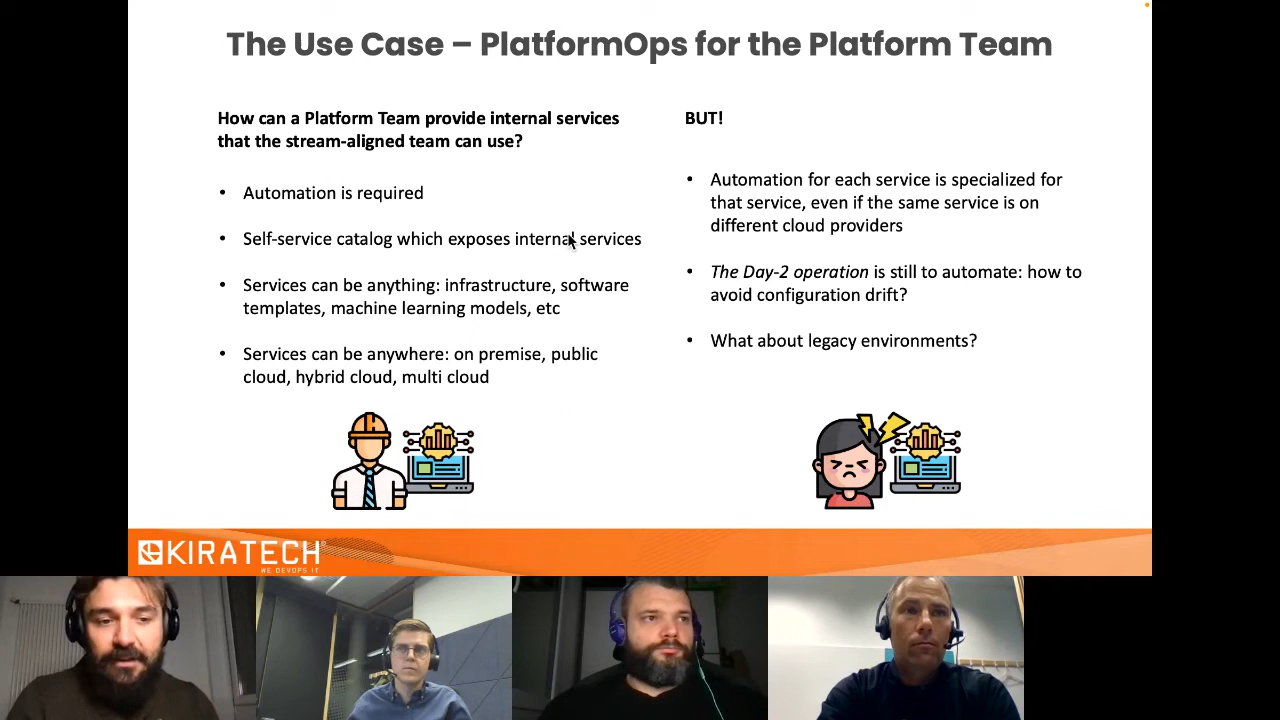 The Use Case – PlatformOps for the Platform Team
How can a Platform Team provide internal services
that the stream-aligned team can use?
• Automation is required
• Self-service catalog which exposes internal services
• Services can be anything: infrastructure, software
templates, machine learning models, etc
• Services can be anywhere: on premise, public
cloud, hybrid cloud, multi cloud
BUT!
• Automation for each service is specialized for
that service, even if the same service is on
different cloud providers
• The Day-2 operation is still to automate: how to
avoid configuration drift?
• What about legacy environments?
KIRATECH
WE DEVOPS IT